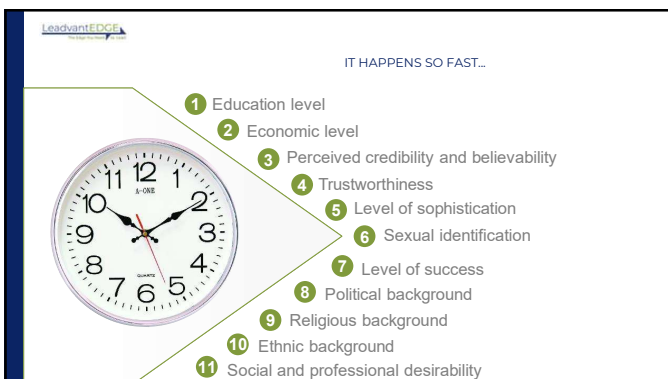 LeadvantEDGE
IT HAPPENS SO FAST…
1 Education level
2 Economic level
3 Perceived credibility and believability
4 Trustworthiness
5 Level of sophistication
6 Sexual identification
7 Level of success
8 Political background
9 Religious background
10 Ethnic background
11 Social and professional desirability
12
11 1
A-ONE
10 2
9 3
8 4
QUARTZ
7 5
6